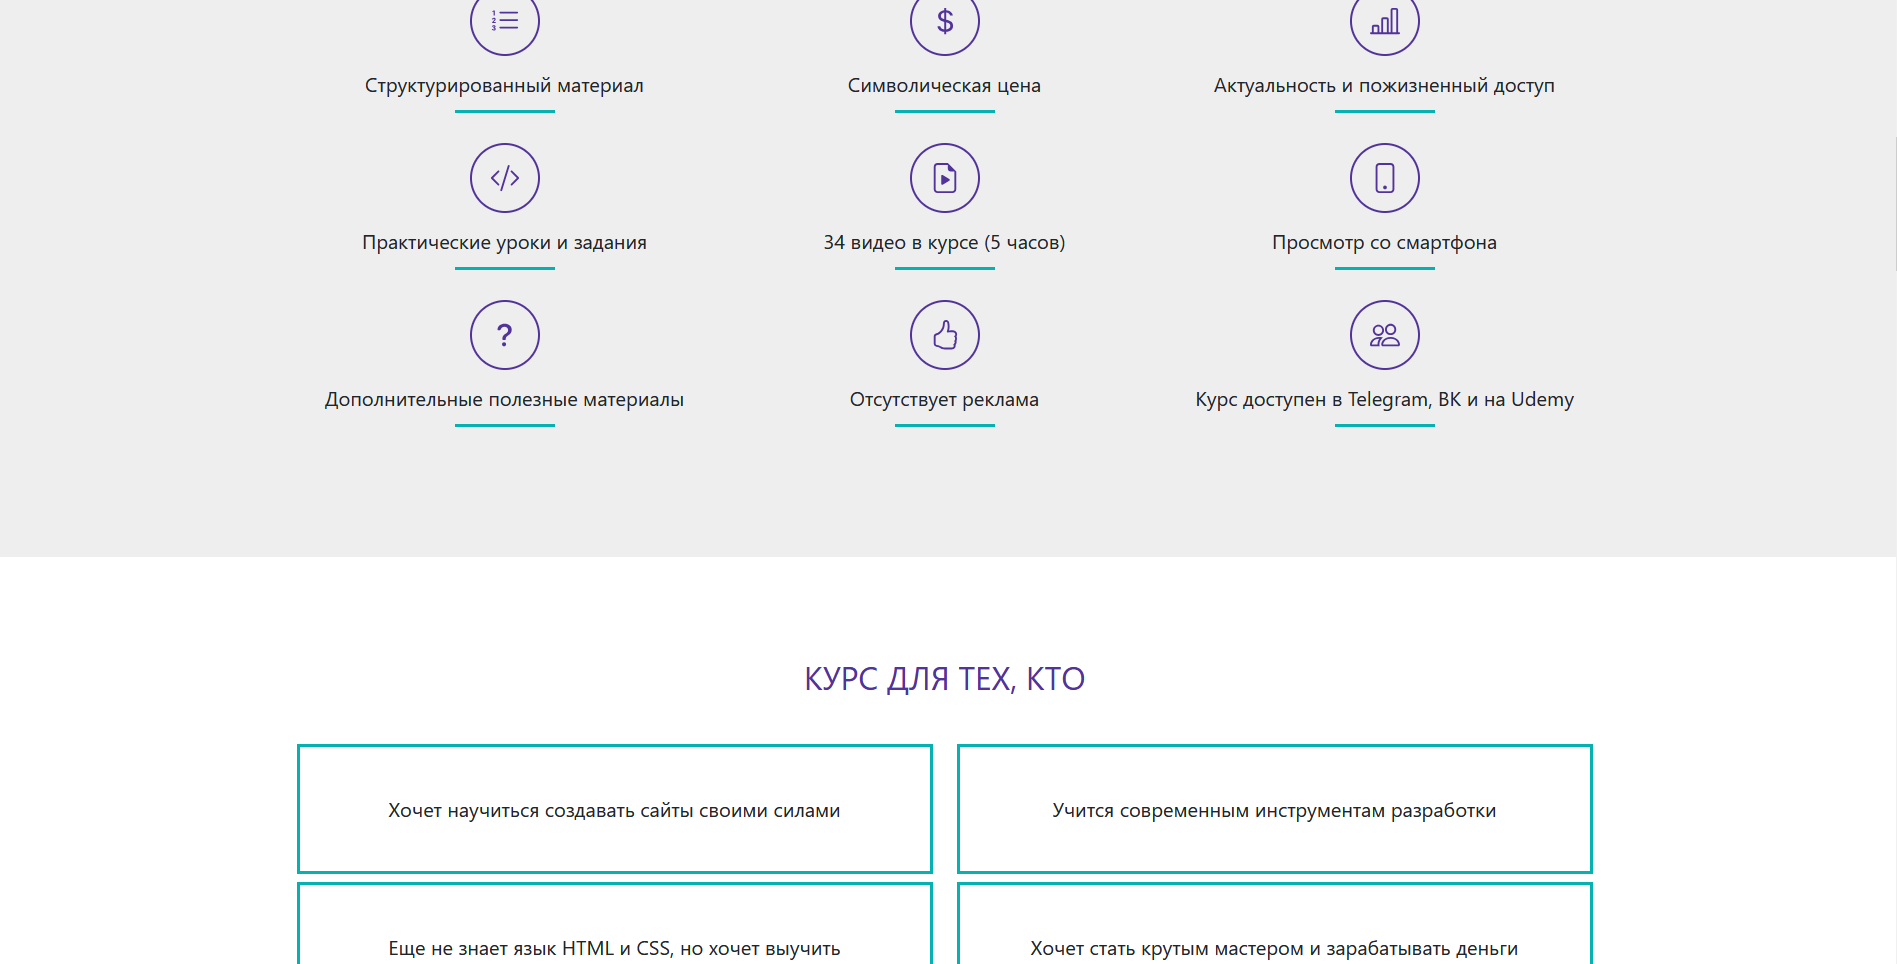 Структурированный материал
Символическая цена
Актуальность и пожизненный доступ
Практические уроки и задания
34 видео в курсе (5 часов)
Просмотр со смартфона
Дополнительные полезные материалы
Отсутствует реклама
Курс доступен в Telegram, ВК и на Udemy
КУРС ДЛЯ ТЕХ, КТО
Хочет научиться создавать сайты своими силами
Учится современным инструментам разработки
Еще не знает язык HTML и CSS, но хочет выучить
Хочет стать крутым мастером и зарабатывать деньги